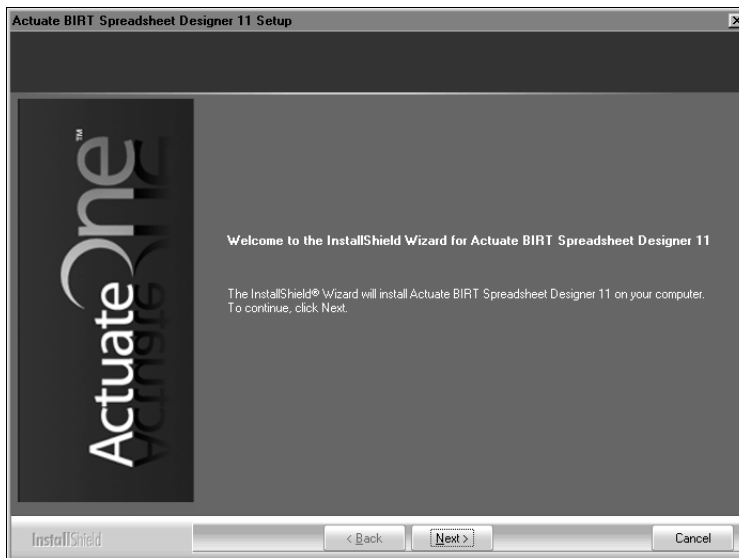 Actuate BIRT Spreadsheet Designer 11 Setup
ActuateOne™
Welcome to the InstallShield Wizard for Actuate BIRT Spreadsheet Designer 11
The InstallShield® Wizard will install Actuate BIRT Spreadsheet Designer 11 on your computer.
To continue, click Next.
InstallShield
< Back
Next >
Cancel